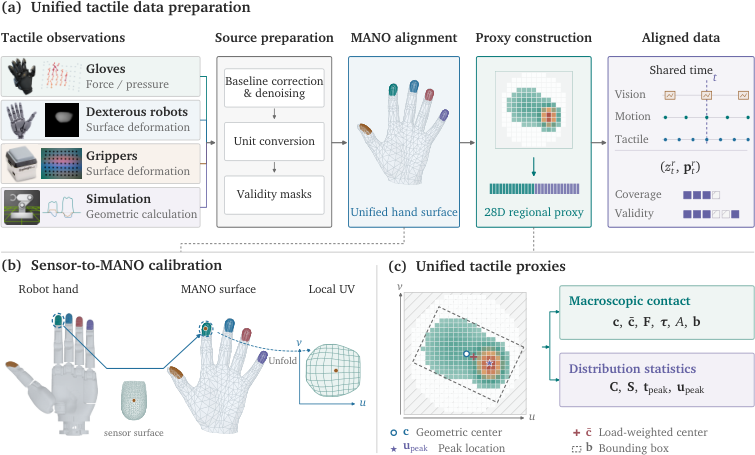 (a) Unified tactile data preparation
Tactile observations
Source preparation
MANO alignment
Proxy construction
Aligned data
Gloves
Force / pressure
Dexterous robots
Surface deformation
Grippers
Surface deformation
Simulation
Geometric calculation
Baseline correction
& denoising
Unit conversion
Validity masks
Unified hand surface
28D regional proxy
Shared time
t
Vision
Motion
Tactile
(z_t^r, p_t^r)
Coverage
Validity
(b) Sensor-to-MANO calibration
Robot hand
MANO surface
Local UV
sensor surface
Unfold
v
u
(c) Unified tactile proxies
v
u
Macroscopic contact
c, c̄, F, τ, A, b
Distribution statistics
C, S, t_peak, u_peak
c Geometric center
c̄ Load-weighted center
u_peak Peak location
b Bounding box